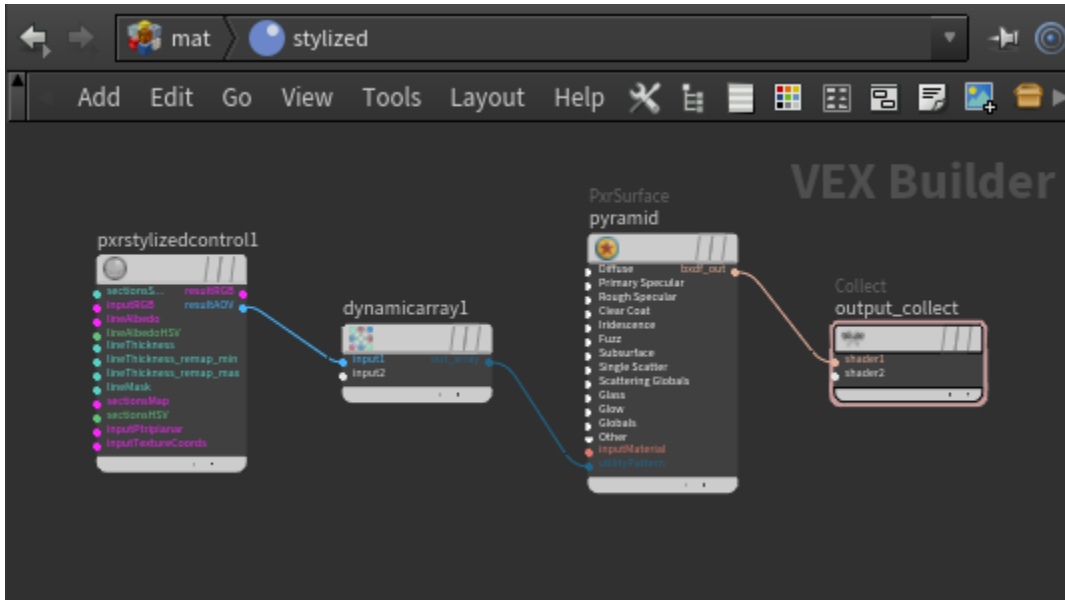 mat stylized
Add Edit Go View Tools Layout Help
VEX Builder
pxrstylizedcontrol1
sectionsS... resultRGB
inputRGB resultAOV
lineAlbedo
lineAlbedoHSV
lineThickness
lineThickness_remap_min
lineThickness_remap_max
lineMask
sectionsMap
sectionsHSV
inputPtriplanar
inputTextureCoords
dynamicarray1
input1 out_array
input2
PxrSurface
pyramid
Diffuse bxdf_out
Primary Specular
Rough Specular
Clear Coat
Iridescence
Fuzz
Subsurface
Single Scatter
Scattering Globals
Glass
Glow
Globals
Other
inputMaterial
utilityPattern
Collect
output_collect
shader1
shader2